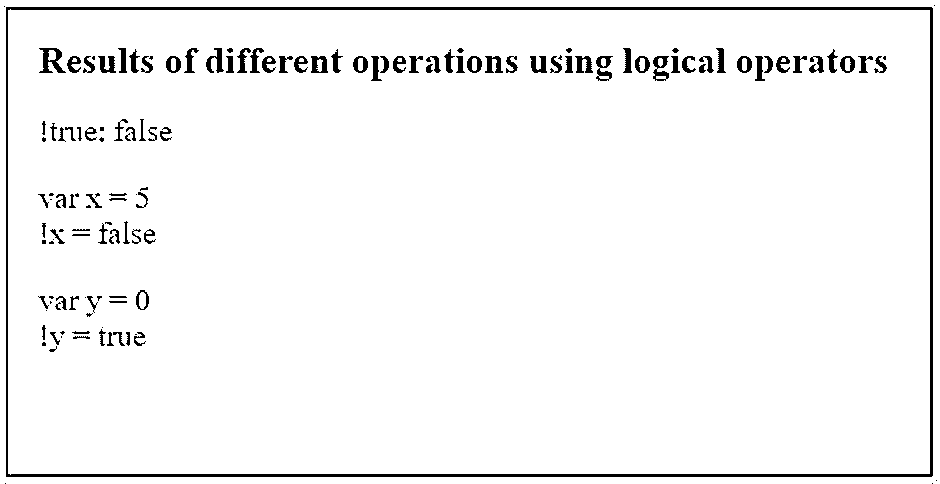 Results of different operations using logical operators
!true: false
var x = 5
!x = false
var y = 0
!y = true